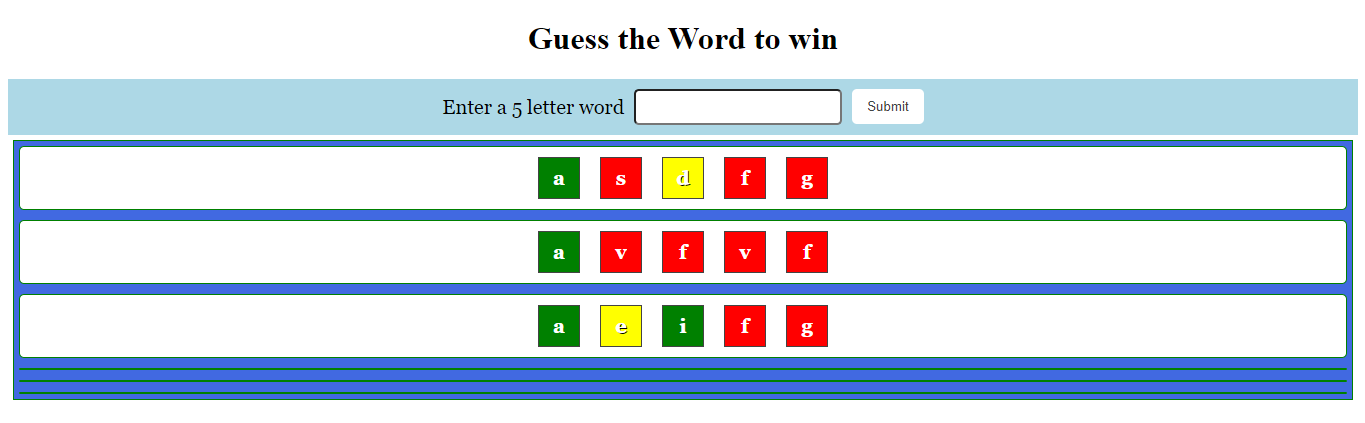 Guess the Word to win
Enter a 5 letter word Submit
a s d f g
a v f v f
a e i f g